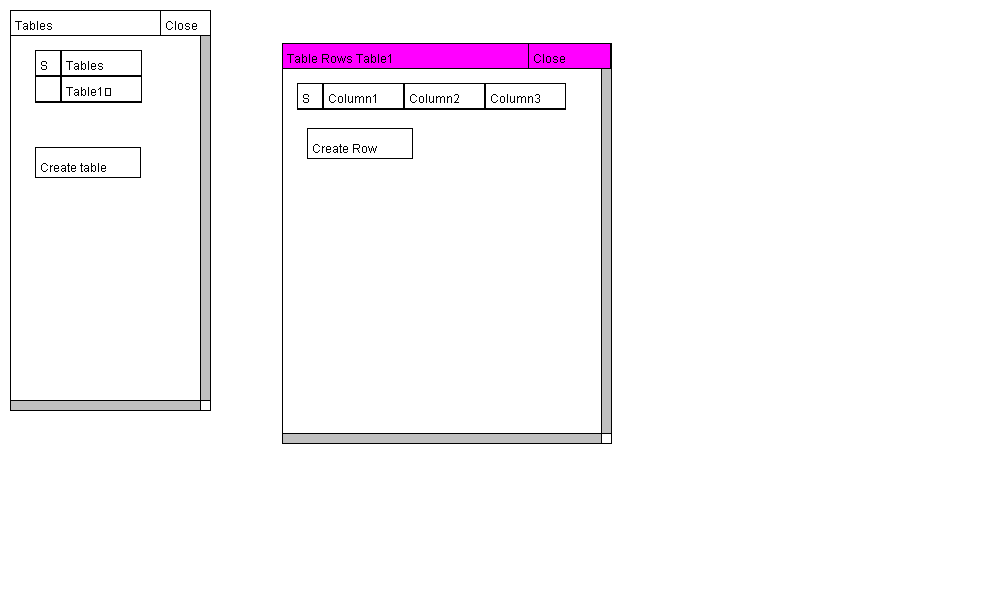 Tables Close
S Tables
Table1▯
Create table
Table Rows Table1 Close
S Column1 Column2 Column3
Create Row